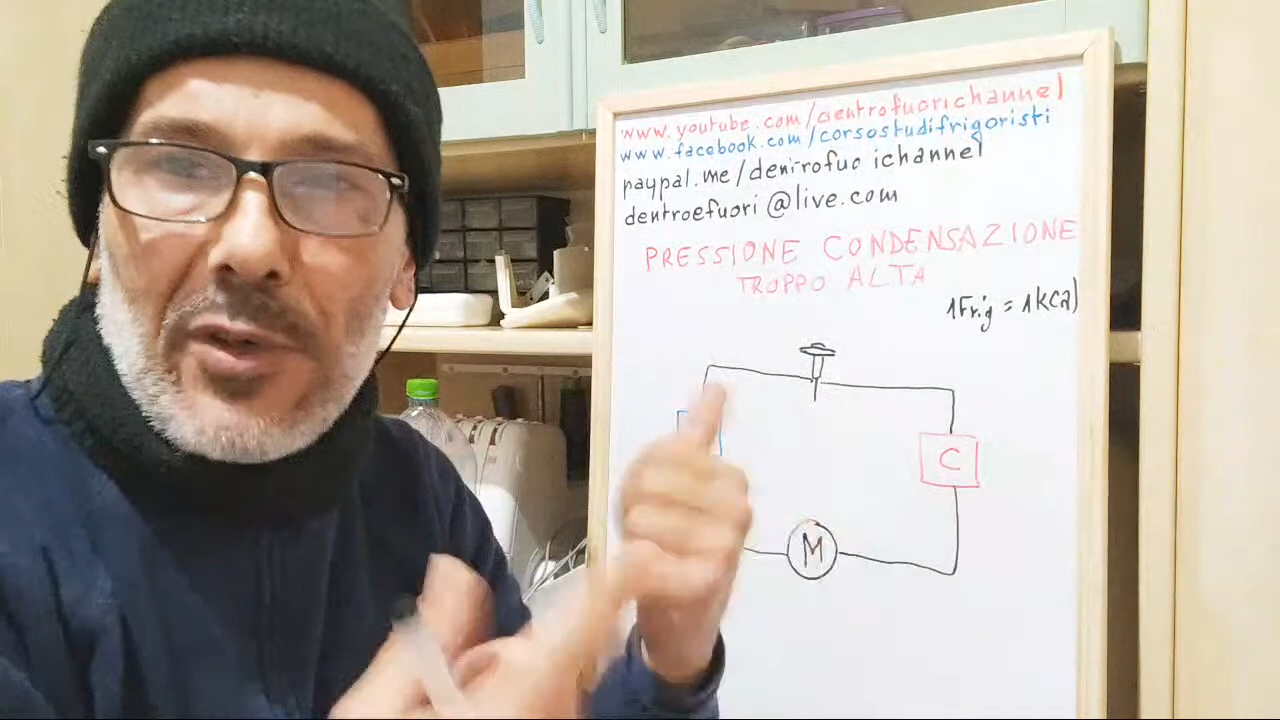 www.youtube.com/dentrofuorichannel
www.facebook.com/corsostudifrigoristi
paypal.me/dentrofuorichannel
dentroefuori@live.com
PRESSIONE CONDENSAZIONE
TROPPO ALTA
1Frig = 1kcal
C
M